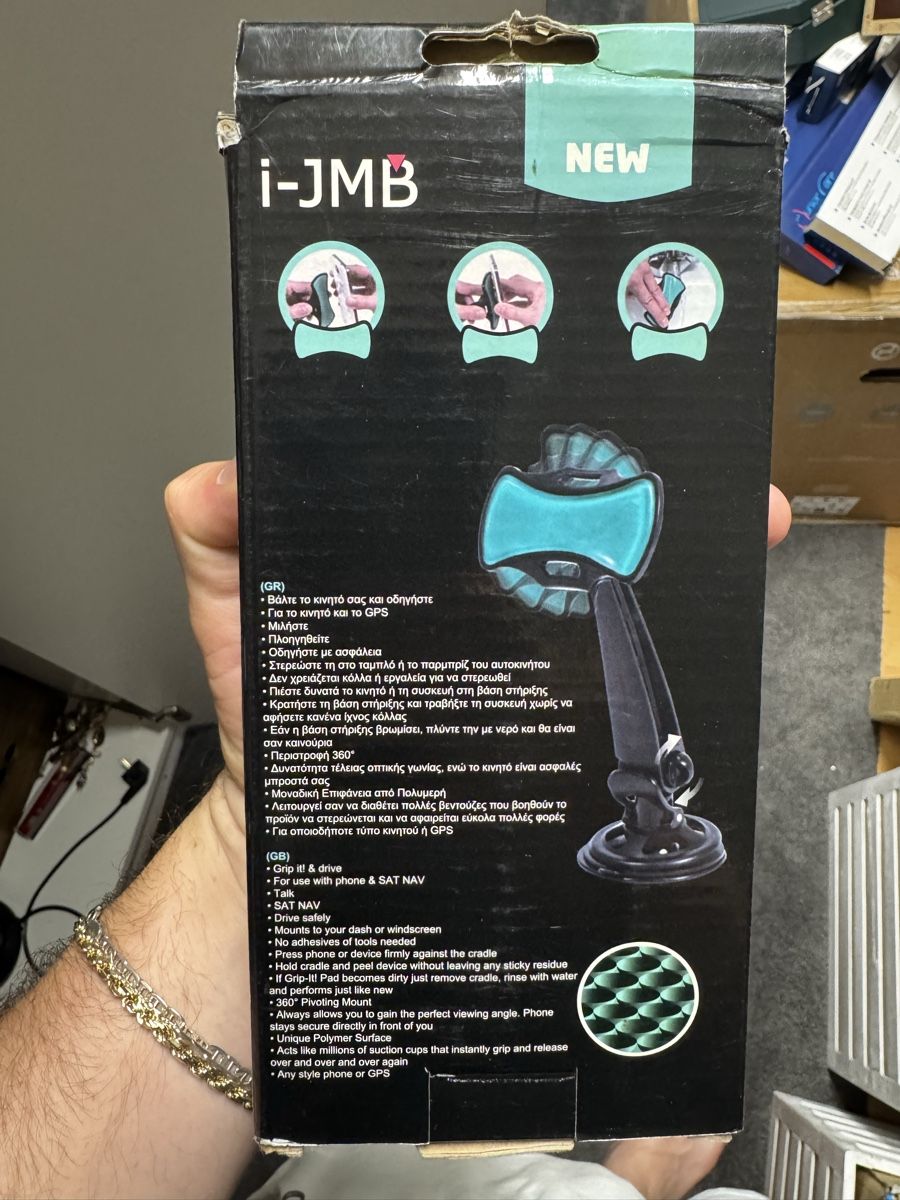 NEW
i-JMB
(GR)
• Βάλτε το κινητό σας και οδηγήστε
• Για το κινητό και το GPS
• Μιλήστε
• Πλοηγηθείτε
• Οδηγήστε με ασφάλεια
• Στερεώστε τη στο ταμπλό ή το παρμπρίζ του αυτοκινήτου
• Δεν χρειάζεται κόλλα ή εργαλεία για να στερεωθεί
• Πιέστε δυνατά το κινητό ή τη συσκευή στη βάση στήριξης
• Κρατήστε τη βάση στήριξης και τραβήξτε τη συσκευή χωρίς να
αφήσετε κανένα ίχνος κόλλας
• Εάν η βάση στήριξης βρωμίσει, πλύντε την με νερό και θα είναι
σαν καινούρια
• Περιστροφή 360°
• Δυνατότητα τέλειας οπτικής γωνίας, ενώ το κινητό είναι ασφαλές
μπροστά σας
• Μοναδική Επιφάνεια από Πολυμερή
• Λειτουργεί σαν να διαθέτει πολλές βεντούζες που βοηθούν το
προϊόν να στερεώνεται και να αφαιρείται εύκολα πολλές φορές
• Για οποιοδήποτε τύπο κινητού ή GPS
(GB)
• Grip it! & drive
• For use with phone & SAT NAV
• Talk
• SAT NAV
• Drive safely
• Mounts to your dash or windscreen
• No adhesives of tools needed
• Press phone or device firmly against the cradle
• Hold cradle and peel device without leaving any sticky residue
• If Grip-It! Pad becomes dirty just remove cradle, rinse with water
and performs just like new
• 360° Pivoting Mount
• Always allows you to gain the perfect viewing angle. Phone
stays secure directly in front of you
• Unique Polymer Surface
• Acts like millions of suction cups that instantly grip and release
over and over and over again
• Any style phone or GPS